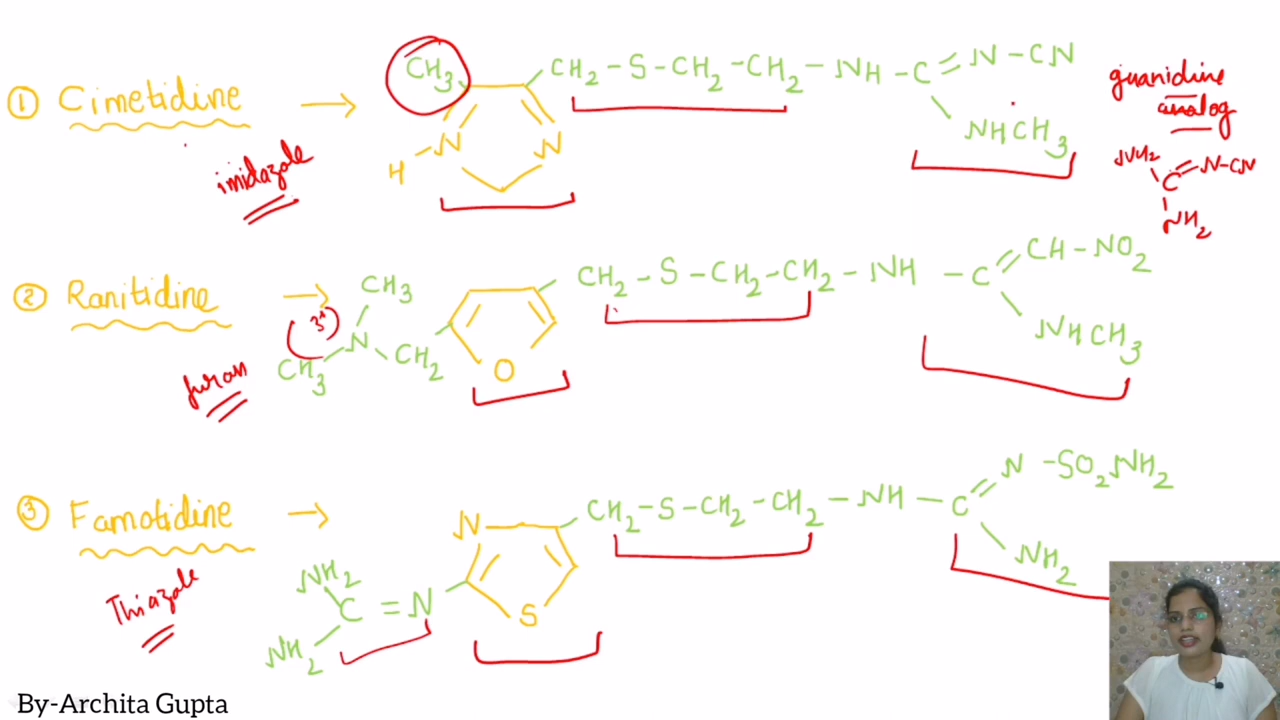 ① Cimetidine →
imidazole
CH3
H-N
N
CH2-S-CH2-CH2-NH-C=N-CN
NHCH3
guanidine
analog
NH2
C=N-CN
NH2
② Ranitidine →
furan
3°
CH3
N
CH3
CH2
O
CH2-S-CH2-CH2-NH-C=CH-NO2
NHCH3
③ Famotidine →
Thiazole
NH2
C=N
NH2
N
S
CH2-S-CH2-CH2-NH-C=N-SO2NH2
NH2
By-Archita Gupta